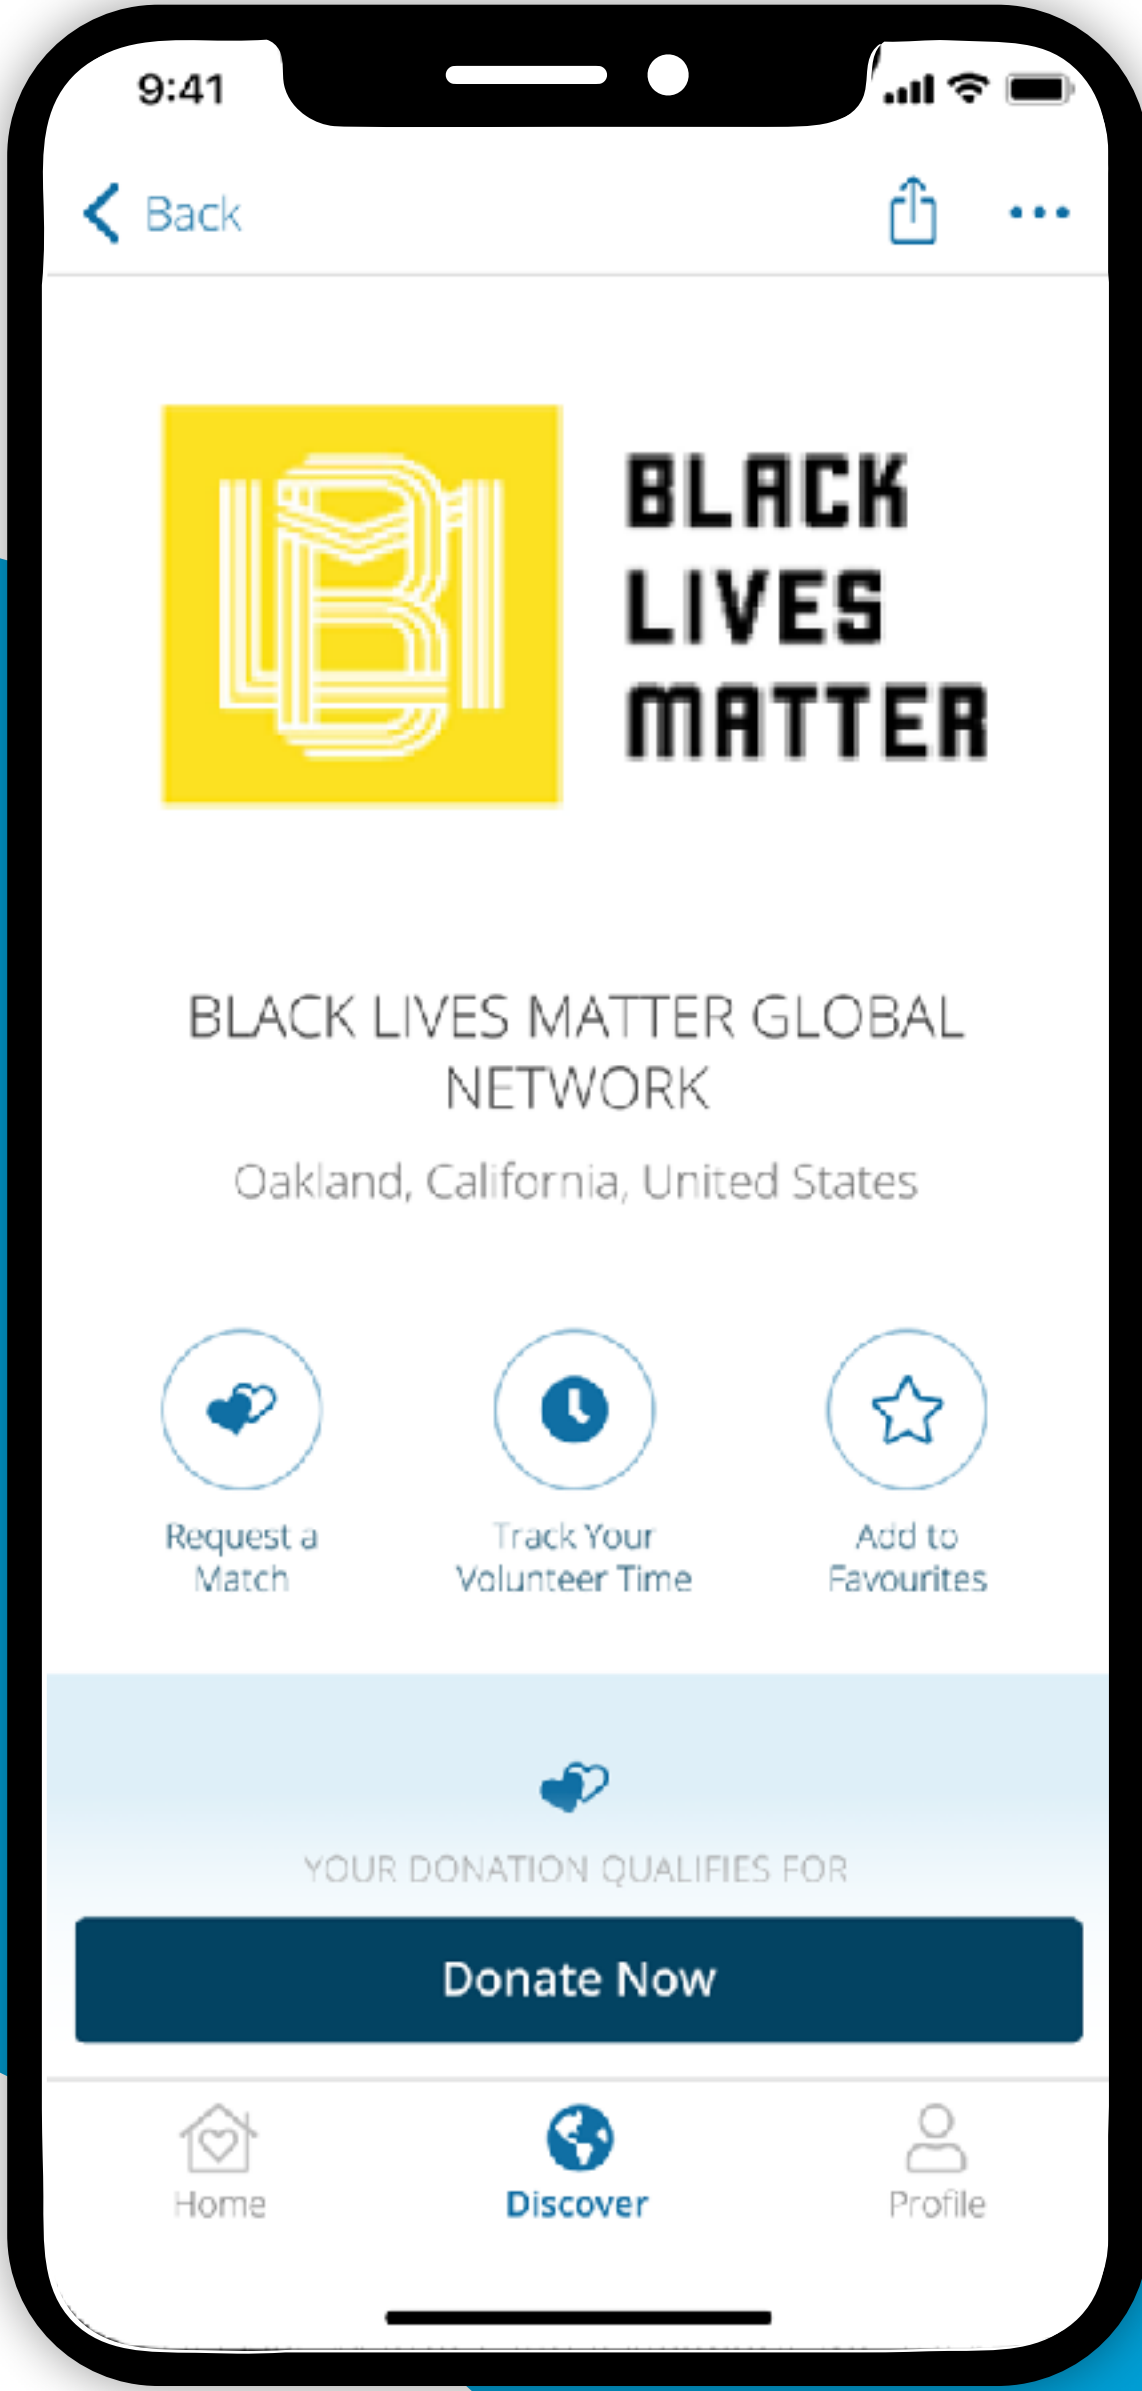 9:41
Back
BLACK
LIVES
MATTER
BLACK LIVES MATTER GLOBAL
NETWORK
Oakland, California, United States
Request a
Match
Track Your
Volunteer Time
Add to
Favourites
YOUR DONATION QUALIFIES FOR
Donate Now
Home
Discover
Profile